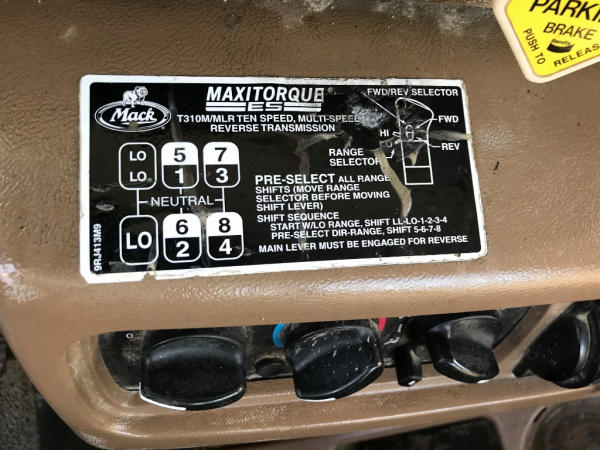 PARKIN
BRAKE
PUSH TO
RELEASE
Mack
MAXITORQUE®
ES
T310M/MLR TEN SPEED, MULTI-SPEED
REVERSE TRANSMISSION
FWD/REV SELECTOR
FWD
HI
REV
RANGE
SELECTOR
LO 5 7
LO 1 3
NEUTRAL
LO 6 8
2 4
PRE-SELECT ALL RANGE
SHIFTS (MOVE RANGE
SELECTOR BEFORE MOVING
SHIFT LEVER)
SHIFT SEQUENCE
START W/LO RANGE, SHIFT LL-LO-1-2-3-4
PRE-SELECT DIR-RANGE, SHIFT 5-6-7-8
MAIN LEVER MUST BE ENGAGED FOR REVERSE
9RJ413M9